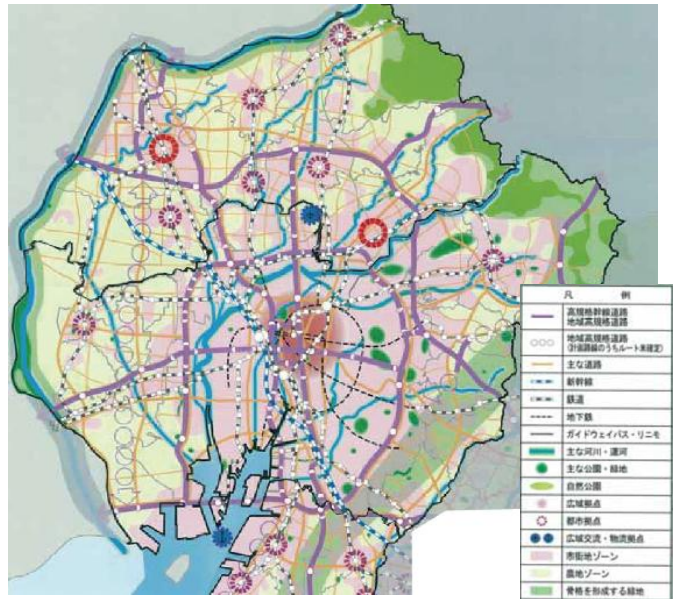 凡 例
高規格幹線道路
地域高規格道路
地域高規格道路
(計画路線のうちルート未確定)
主な道路
新幹線
鉄道
地下鉄
ガイドウェイバス・リニモ
主な河川・運河
主な公園・緑地
自然公園
広域拠点
都市拠点
広域交流・物流拠点
市街地ゾーン
農地ゾーン
骨格を形成する緑地